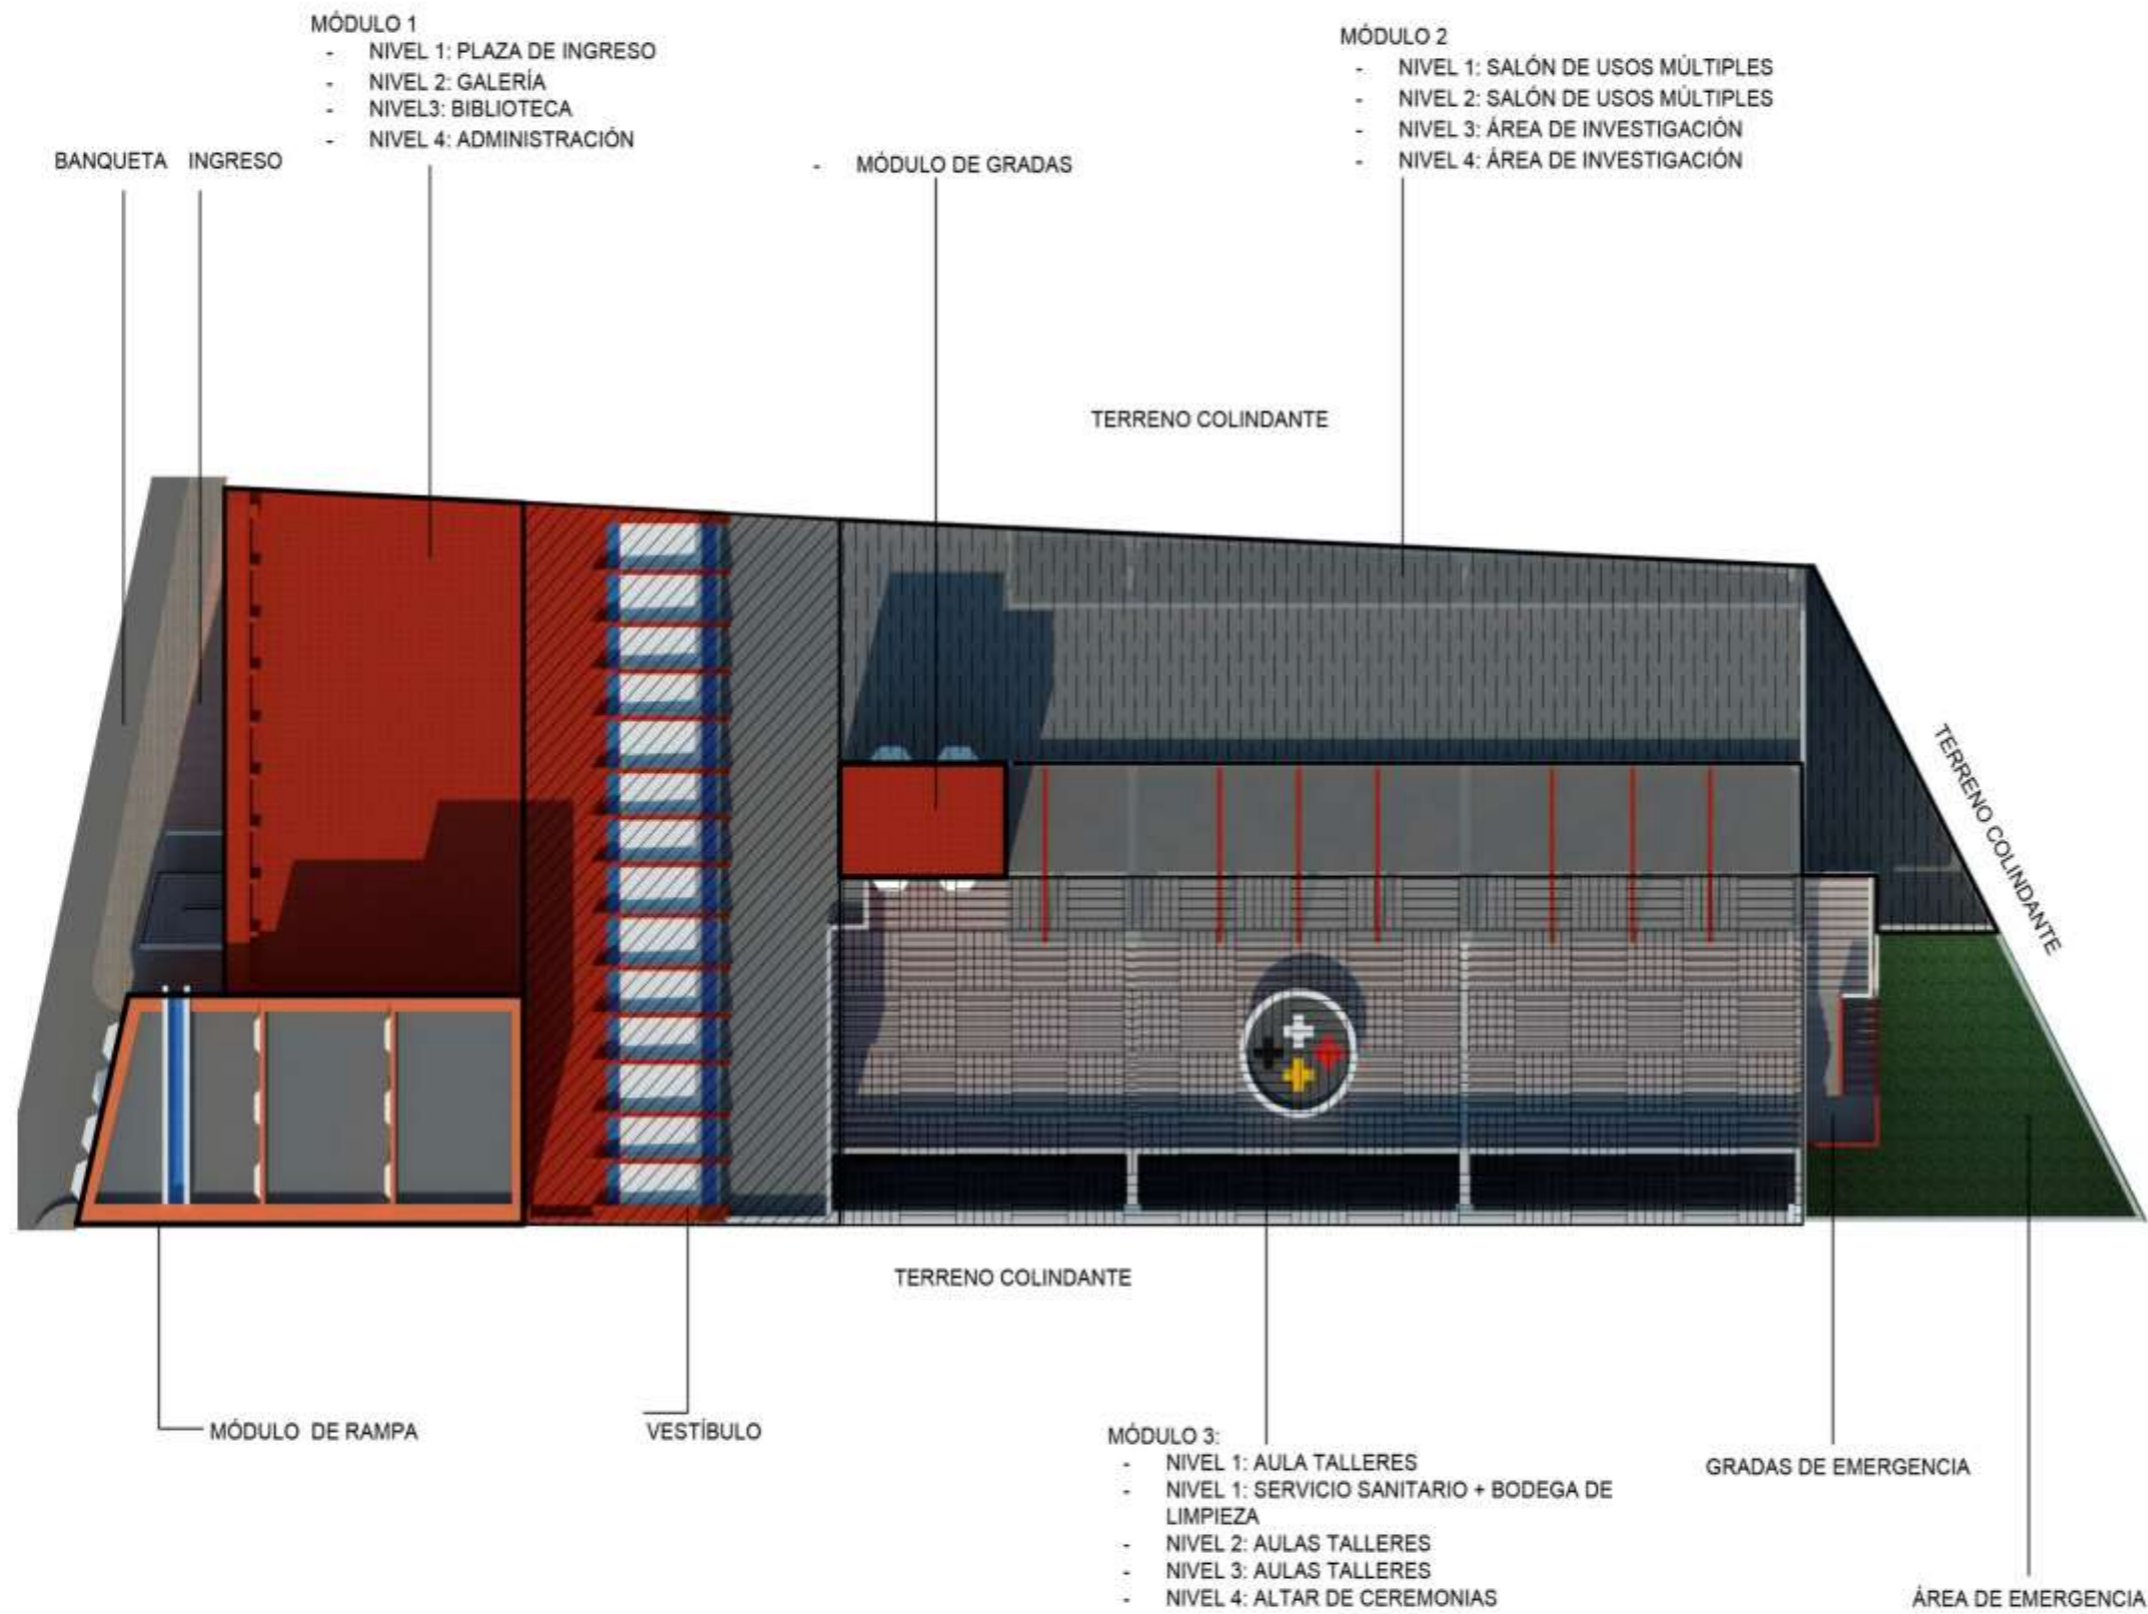 MÓDULO 1
- NIVEL 1: PLAZA DE INGRESO
- NIVEL 2: GALERÍA
- NIVEL3: BIBLIOTECA
- NIVEL 4: ADMINISTRACIÓN
MÓDULO 2
- NIVEL 1: SALÓN DE USOS MÚLTIPLES
- NIVEL 2: SALÓN DE USOS MÚLTIPLES
- NIVEL 3: ÁREA DE INVESTIGACIÓN
- NIVEL 4: ÁREA DE INVESTIGACIÓN
BANQUETA
INGRESO
- MÓDULO DE GRADAS
TERRENO COLINDANTE
TERRENO COLINDANTE
TERRENO COLINDANTE
MÓDULO DE RAMPA
VESTÍBULO
MÓDULO 3:
- NIVEL 1: AULA TALLERES
- NIVEL 1: SERVICIO SANITARIO + BODEGA DE
LIMPIEZA
- NIVEL 2: AULAS TALLERES
- NIVEL 3: AULAS TALLERES
- NIVEL 4: ALTAR DE CEREMONIAS
GRADAS DE EMERGENCIA
ÁREA DE EMERGENCIA